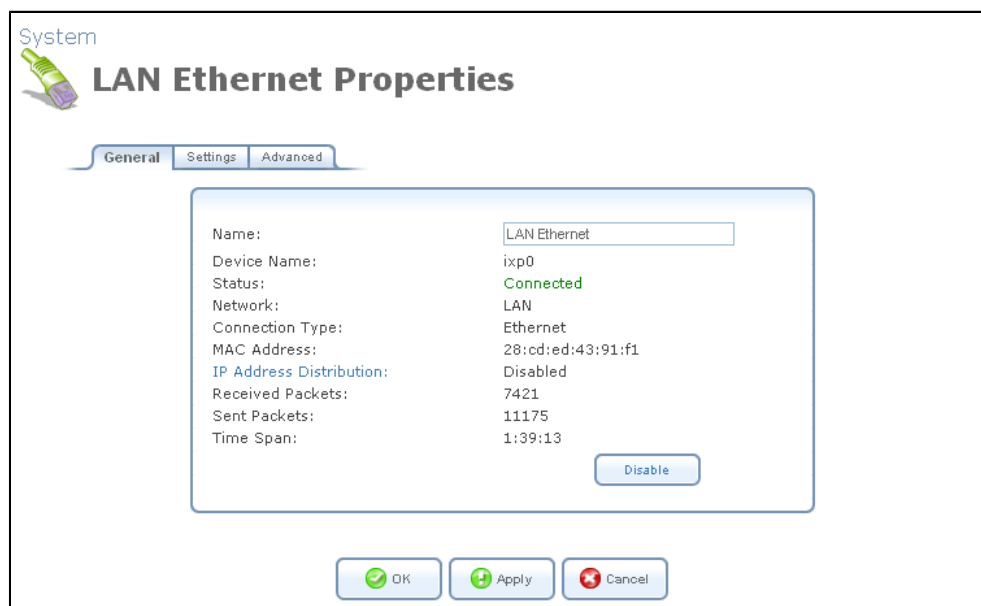 System
LAN Ethernet Properties
General Settings Advanced
Name: LAN Ethernet
Device Name: ixp0
Status: Connected
Network: LAN
Connection Type: Ethernet
MAC Address: 28:cd:ed:43:91:f1
IP Address Distribution: Disabled
Received Packets: 7421
Sent Packets: 11175
Time Span: 1:39:13
Disable
OK Apply Cancel